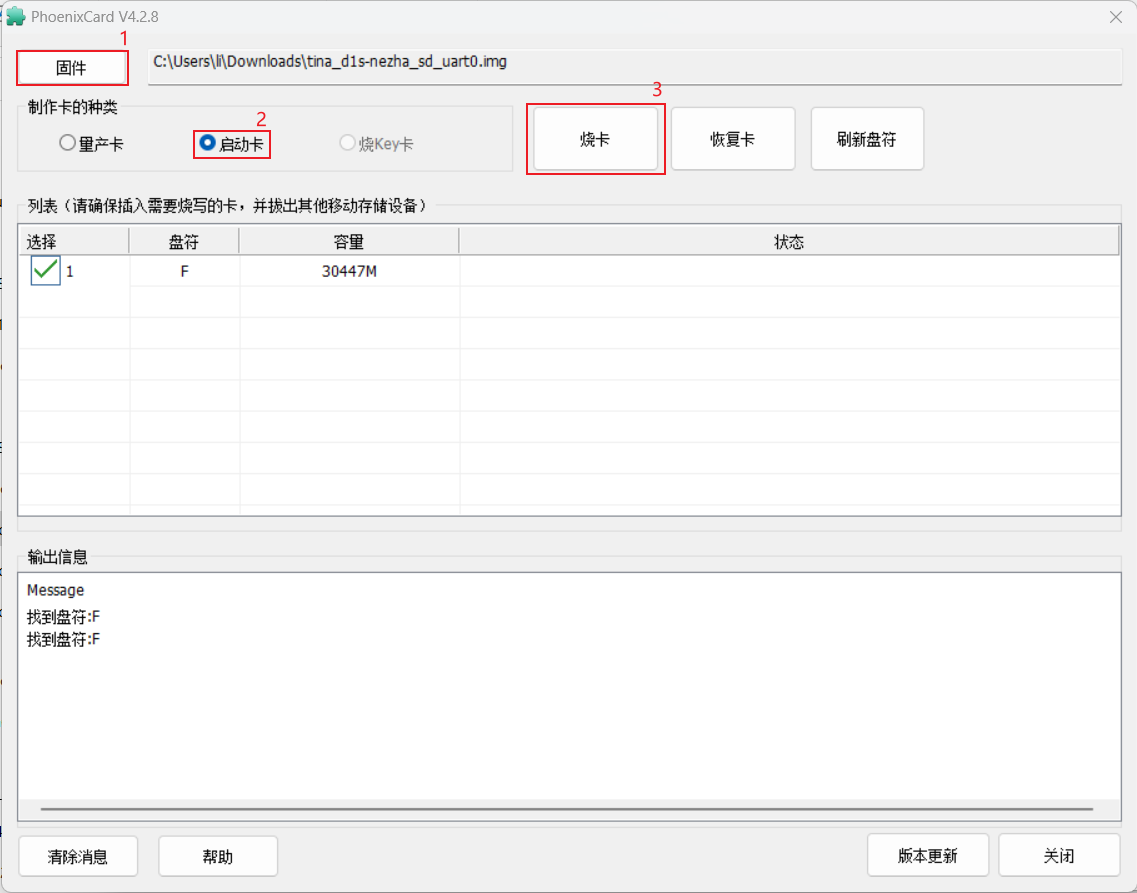 PhoenixCard V4.2.8
1
固件
C:\Users\li\Downloads\tina_d1s-nezha_sd_uart0.img
3
制作卡的种类
2
量产卡 启动卡 烧Key卡
烧卡 恢复卡 刷新盘符
列表（请确保插入需要烧写的卡，并拔出其他移动存储设备）
选择 盘符 容量 状态
1 F 30447M
输出信息
Message
找到盘符:F
找到盘符:F
清除消息 帮助 版本更新 关闭